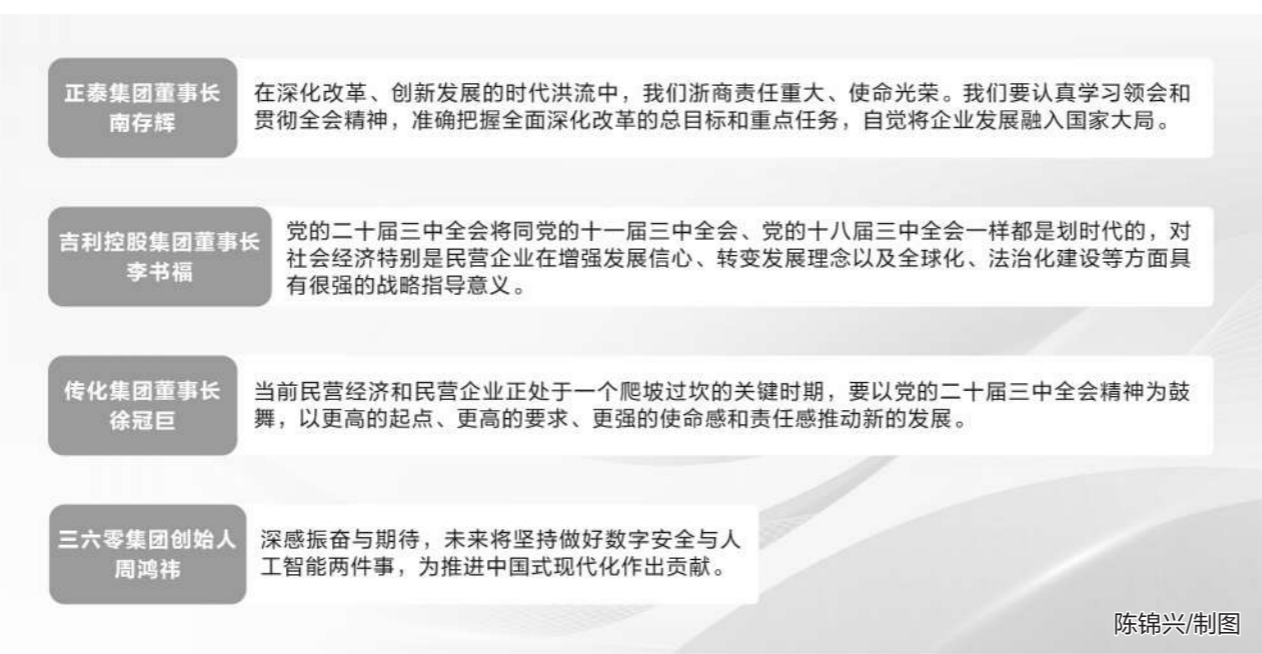 正泰集团董事长
南存辉
在深化改革、创新发展的时代洪流中，我们浙商责任重大、使命光荣。我们要认真学习领会和
贯彻全会精神，准确把握全面深化改革的总目标和重点任务，自觉将企业发展融入国家大局。
吉利控股集团董事长
李书福
党的二十届三中全会将同党的十一届三中全会、党的十八届三中全会一样都是划时代的，对
社会经济特别是民营企业在增强发展信心、转变发展理念以及全球化、法治化建设等方面具
有很强的战略指导意义。
传化集团董事长
徐冠巨
当前民营经济和民营企业正处于一个爬坡过坎的关键时期，要以党的二十届三中全会精神为鼓
舞，以更高的起点、更高的要求、更强的使命感和责任感推动新的发展。
三六零集团创始人
周鸿祎
深感振奋与期待，未来将坚持做好数字安全与人
工智能两件事，为推进中国式现代化作出贡献。
陈锦兴/制图